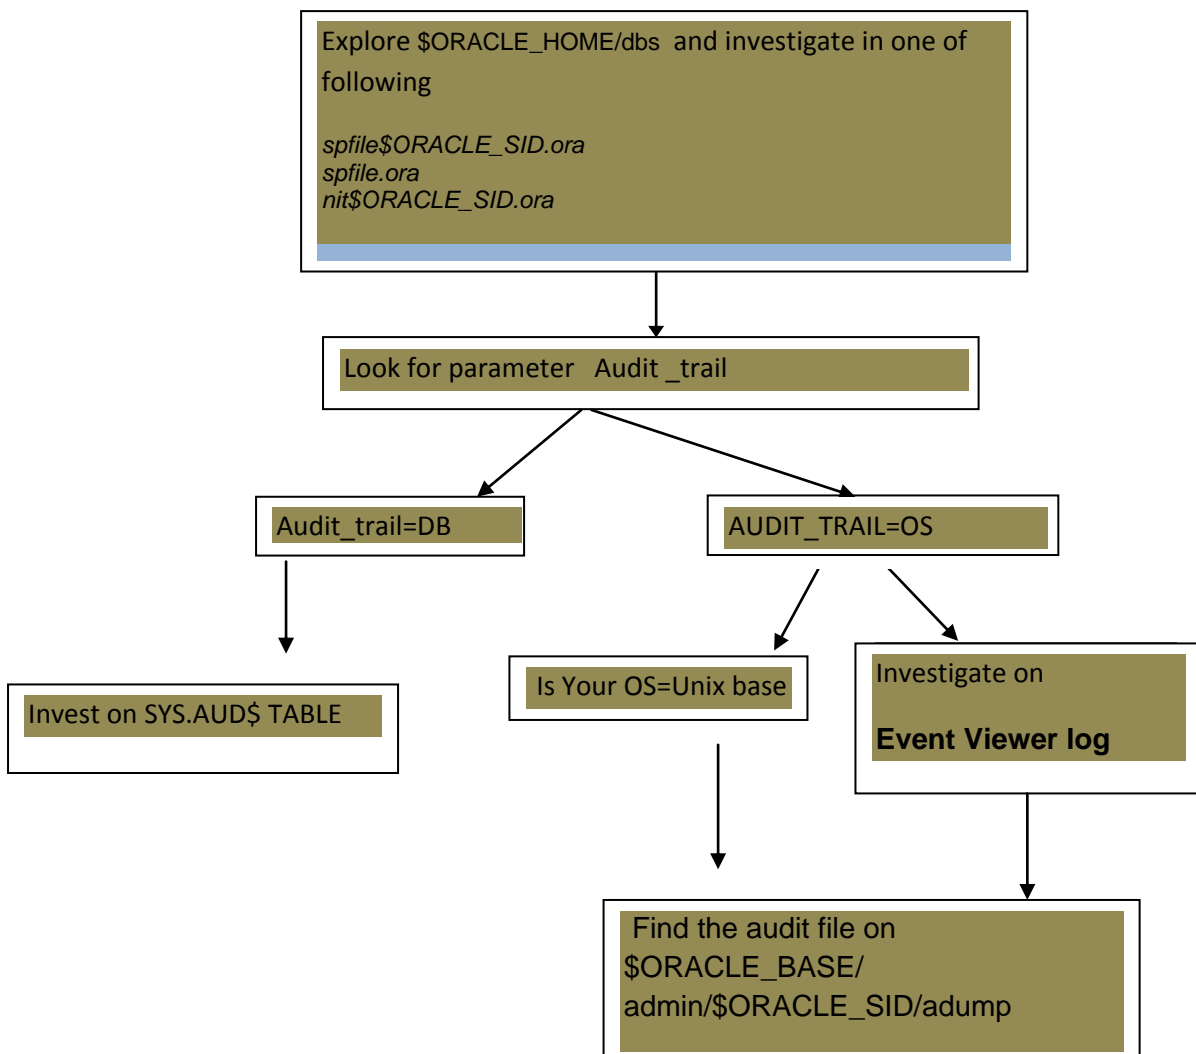 Explore $ORACLE_HOME/dbs and investigate in one of
following
spfile$ORACLE_SID.ora
spfile.ora
nit$ORACLE_SID.ora
Look for parameter Audit _trail
Audit_trail=DB
AUDIT_TRAIL=OS
Invest on SYS.AUD$ TABLE
Is Your OS=Unix base
Investigate on
Event Viewer log
Find the audit file on
$ORACLE_BASE/
admin/$ORACLE_SID/adump